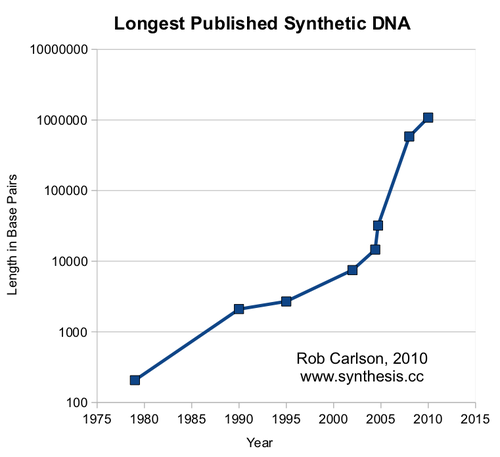 Longest Published Synthetic DNA
10000000
1000000
100000
10000
1000
100
Length in Base Pairs
Rob Carlson, 2010
www.synthesis.cc
1975 1980 1985 1990 1995 2000 2005 2010 2015
Year